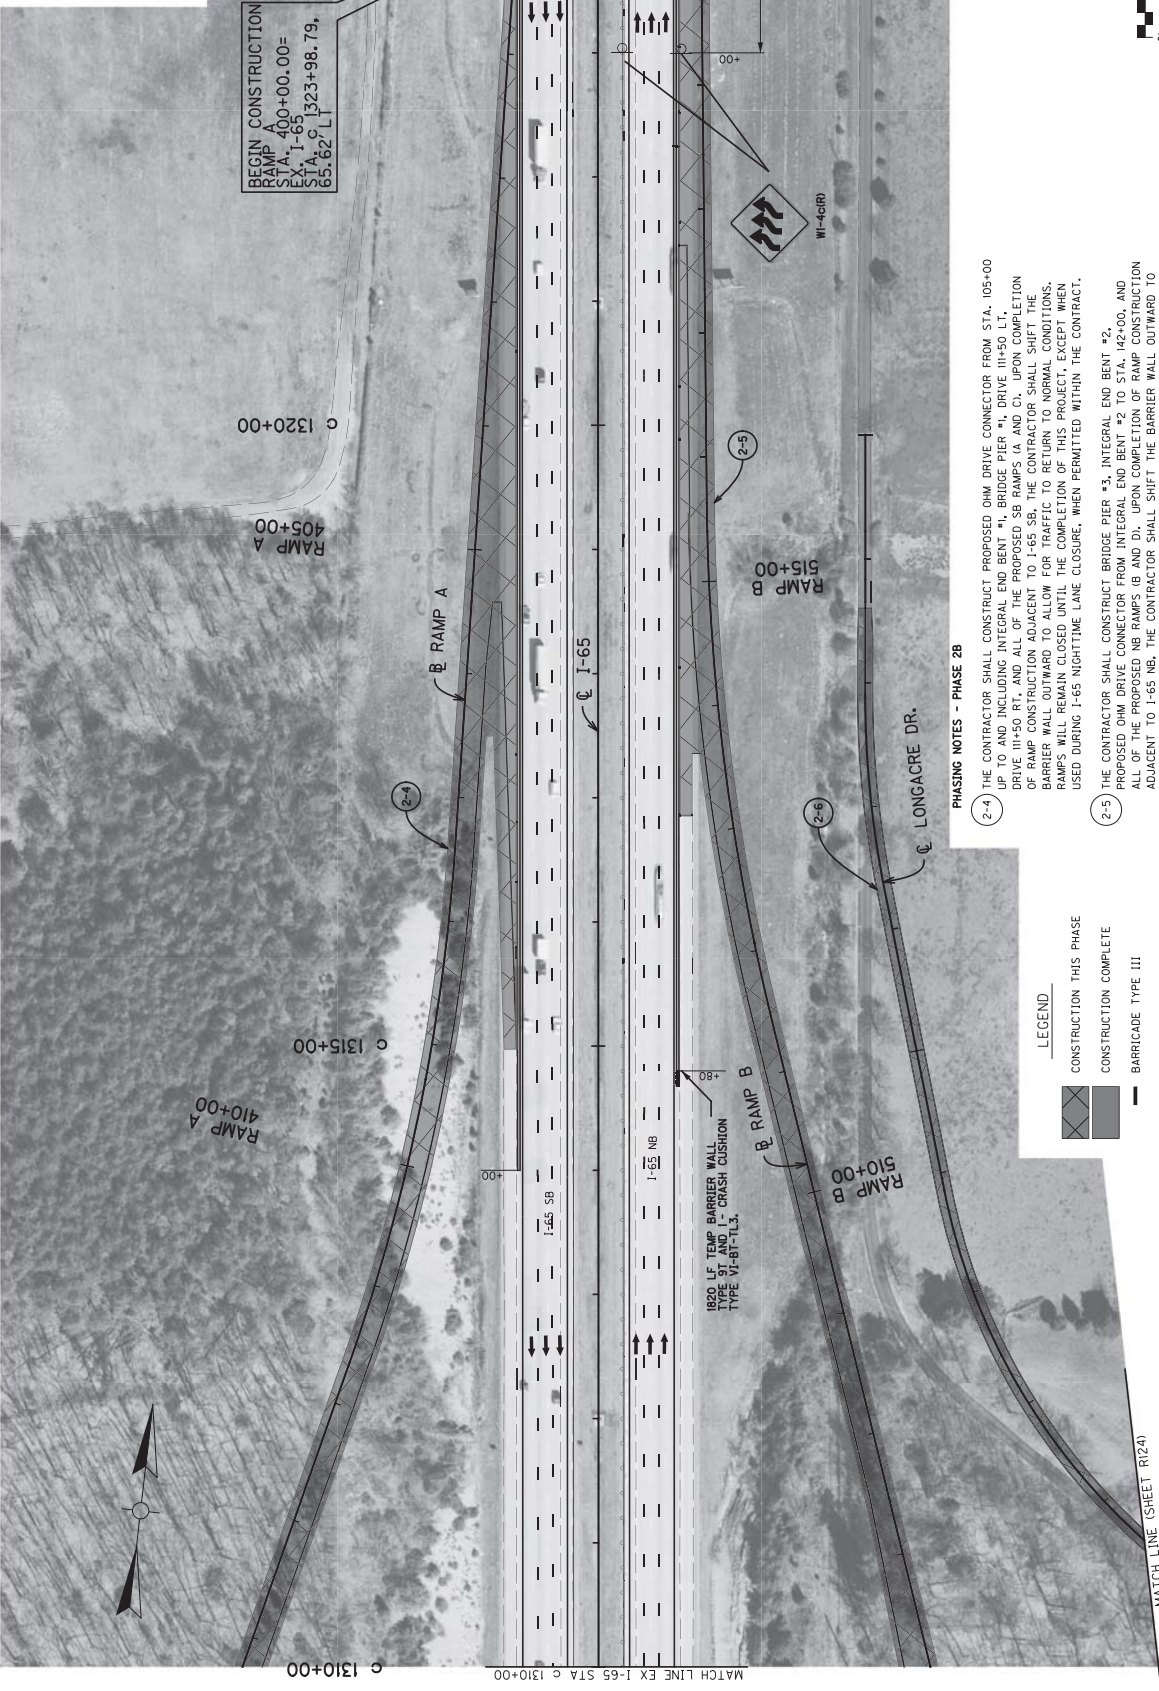 BEGIN CONSTRUCTION
RAMP A
STA. 400+00.00=
EX. I-65
STA. C 1323+98.79,
65.62' LT
C 1320+00
RAMP A
405+00
℄ I-65
B̲L RAMP A
2-4
C 1315+00
RAMP A
410+00
+00
I-65 SB
I-65 NB
C 1310+00
MATCH LINE EX I-65 STA C 1310+00
+00
W1-4c(R)
2-5
RAMP B
515+00
2-6
℄ LONGACRE DR.
+80
1820 LF TEMP BARRIER WALL
TYPE 9T AND 1 - CRASH CUSHION
TYPE VI-BT-TL3.
B̲L RAMP B
RAMP B
510+00
PHASING NOTES - PHASE 2B
2-4 THE CONTRACTOR SHALL CONSTRUCT PROPOSED OHM DRIVE CONNECTOR FROM STA. 105+00
UP TO AND INCLUDING INTEGRAL END BENT #1, BRIDGE PIER #1, DRIVE 111+50 LT,
DRIVE 111+50 RT, AND ALL OF THE PROPOSED SB RAMPS (A AND C). UPON COMPLETION
OF RAMP CONSTRUCTION ADJACENT TO I-65 SB, THE CONTRACTOR SHALL SHIFT THE
BARRIER WALL OUTWARD TO ALLOW FOR TRAFFIC TO RETURN TO NORMAL CONDITIONS.
RAMPS WILL REMAIN CLOSED UNTIL THE COMPLETION OF THIS PROJECT, EXCEPT WHEN
USED DURING I-65 NIGHTTIME LANE CLOSURE, WHEN PERMITTED WITHIN THE CONTRACT.
2-5 THE CONTRACTOR SHALL CONSTRUCT BRIDGE PIER #3, INTEGRAL END BENT #2,
PROPOSED OHM DRIVE CONNECTOR FROM INTEGRAL END BENT #2 TO STA. 142+00, AND
ALL OF THE PROPOSED NB RAMPS (B AND D). UPON COMPLETION OF RAMP CONSTRUCTION
ADJACENT TO I-65 NB, THE CONTRACTOR SHALL SHIFT THE BARRIER WALL OUTWARD TO
LEGEND
CONSTRUCTION THIS PHASE
CONSTRUCTION COMPLETE
BARRICADE TYPE III
MATCH LINE (SHEET R124)